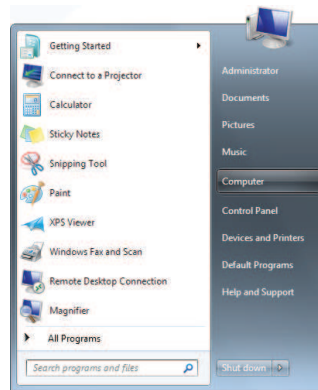 Getting Started
Connect to a Projector
Calculator
Sticky Notes
Snipping Tool
Paint
XPS Viewer
Windows Fax and Scan
Remote Desktop Connection
Magnifier
All Programs
Search programs and files
Administrator
Documents
Pictures
Music
Computer
Control Panel
Devices and Printers
Default Programs
Help and Support
Shut down